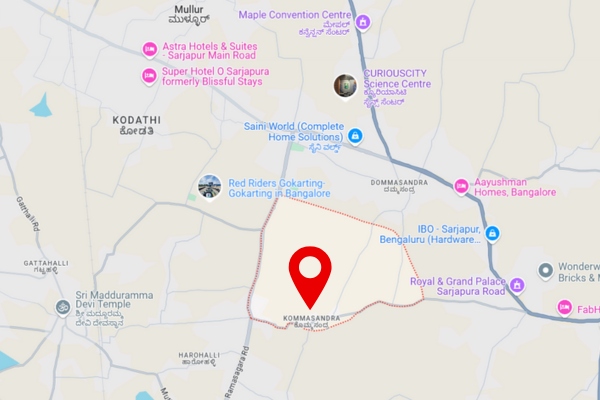 Mullur
ಮುಳ್ಳೂರ್
Maple Convention Centre
ಮೇಪಲ್
ಕನ್ವೆನ್ಷನ್ ಸೆಂಟರ್
Astra Hotels & Suites
- Sarjapur Main Road
Super Hotel O Sarjapura
formerly Blissful Stays
CURIOUSCITY
Science Centre
KODATHI
ಕೊಡತಿ
Saini World (Complete
Home Solutions)
ಸೈನಿ ವರ್ಲ್ಡ್
DOMMASANDRA
ದಮ್ಮಸಂದ್ರ
Aayushman
Homes, Bangalore
Red Riders Gokarting-
Gokarting in Bangalore
Gatmalli Rd
IBO - Sarjapur,
Bengaluru (Hardware...
GATTAHALLI
ಗಟ್ಟಹಳ್ಳಿ
Wonderw
Bricks & M
Royal & Grand Palace
Sarjapura Road
Sri Madduramma
Devi Temple
ಶ್ರೀ ಮದ್ದೂರಮ್ಮ
ದೇವಿ ದೇವಸ್ಥಾನ
FabH
KOMMASANDRA
ಕೊಮ್ಮಸಂದ್ರ
HAROHALLI
ಹಾರೋಹಳ್ಳಿ
Ramasagara Rd